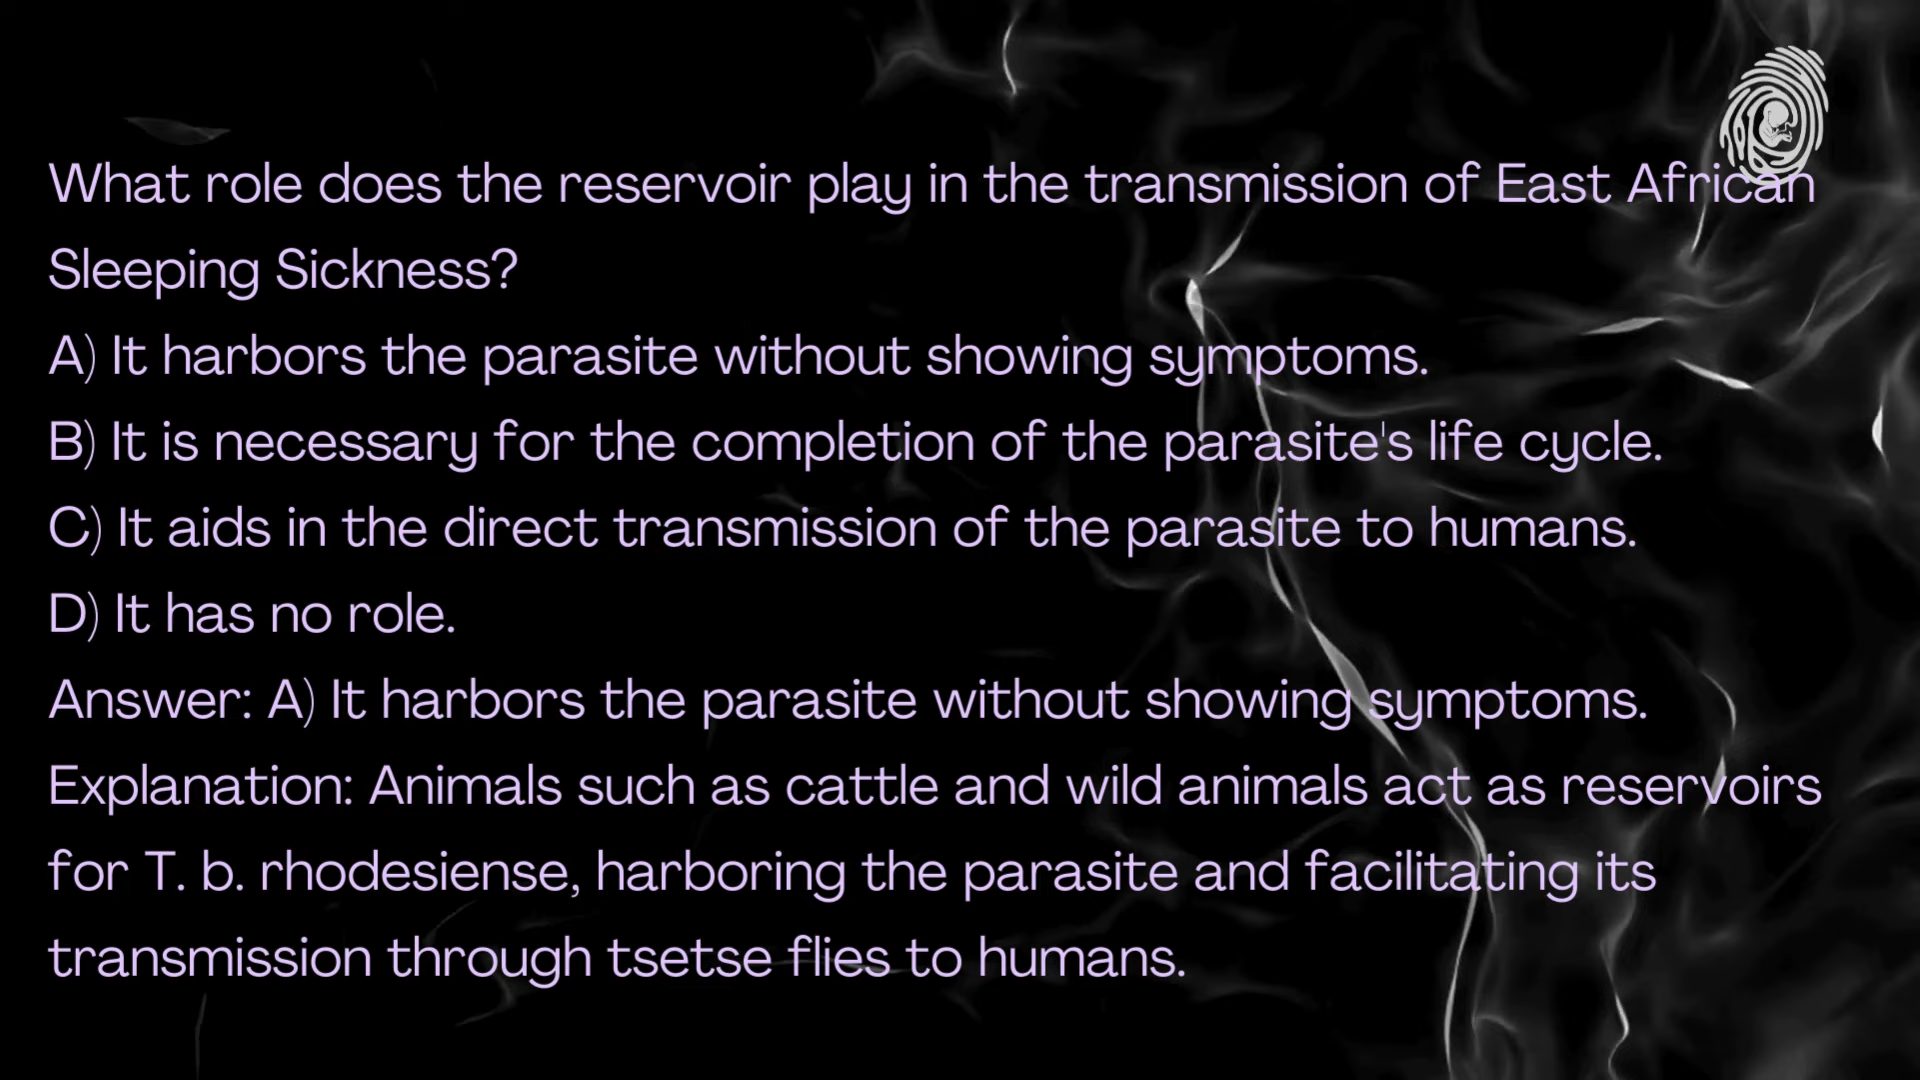 What role does the reservoir play in the transmission of East African
Sleeping Sickness?
A) It harbors the parasite without showing symptoms.
B) It is necessary for the completion of the parasite's life cycle.
C) It aids in the direct transmission of the parasite to humans.
D) It has no role.
Answer: A) It harbors the parasite without showing symptoms.
Explanation: Animals such as cattle and wild animals act as reservoirs
for T. b. rhodesiense, harboring the parasite and facilitating its
transmission through tsetse flies to humans.